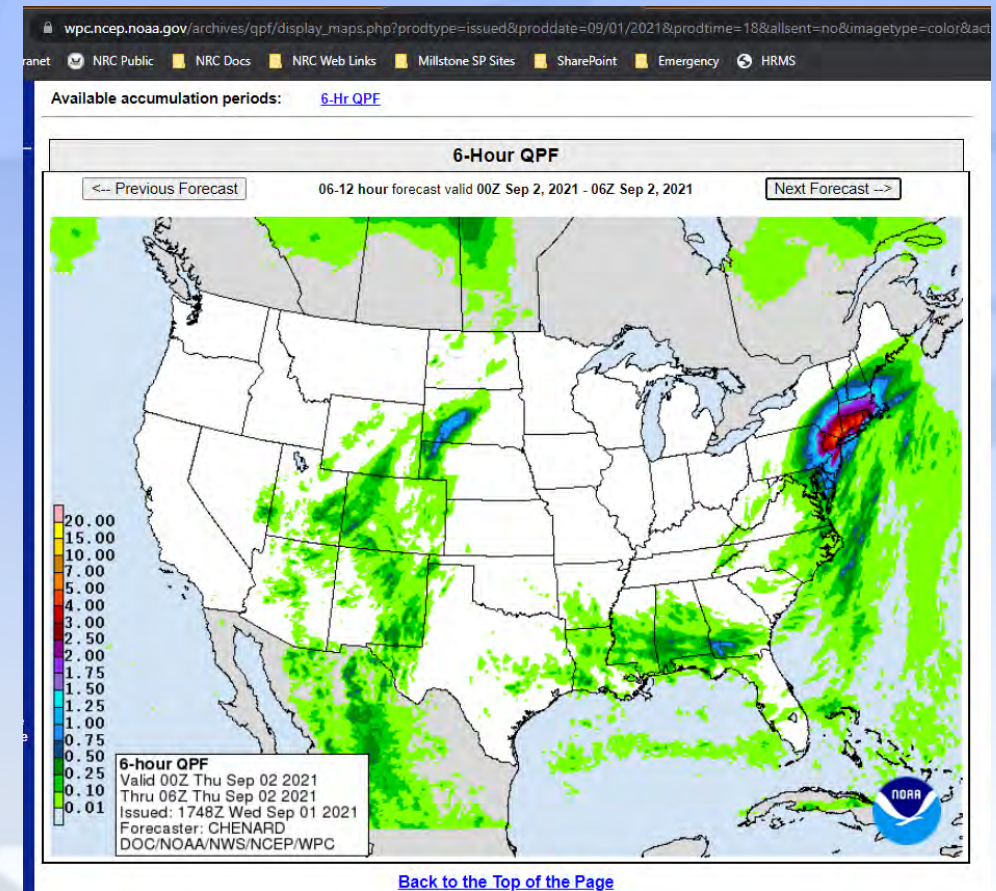 wpc.ncep.noaa.gov/archives/qpf/display_maps.php?prodtype=issued&proddate=09/01/2021&prodtime=18&allsent=no&imagetype=color&act
ranet NRC Public NRC Docs NRC Web Links Millstone SP Sites SharePoint Emergency HRMS
Available accumulation periods: 6-Hr QPF
6-Hour QPF
<-- Previous Forecast 06-12 hour forecast valid 00Z Sep 2, 2021 - 06Z Sep 2, 2021 Next Forecast -->
20.00
15.00
10.00
7.00
5.00
4.00
3.00
2.50
2.00
1.75
1.50
1.25
1.00
0.75
0.50
0.25
0.10
0.01
6-hour QPF
Valid 00Z Thu Sep 02 2021
Thru 06Z Thu Sep 02 2021
Issued: 1748Z Wed Sep 01 2021
Forecaster: CHENARD
DOC/NOAA/NWS/NCEP/WPC
NOAA
Back to the Top of the Page